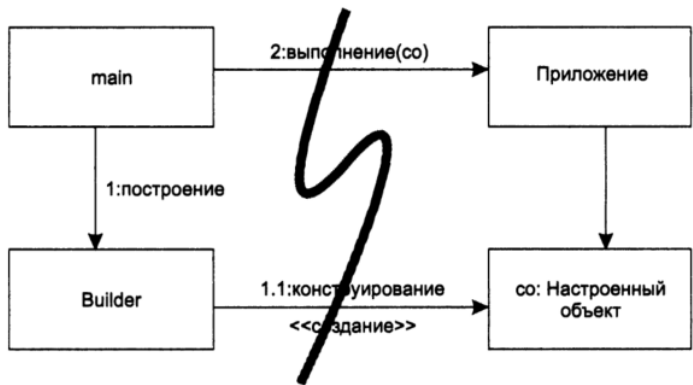 2:выполнение(со)
main
Приложение
1:построение
Builder
1.1:конструирование
<<создание>>
со: Настроенный
объект